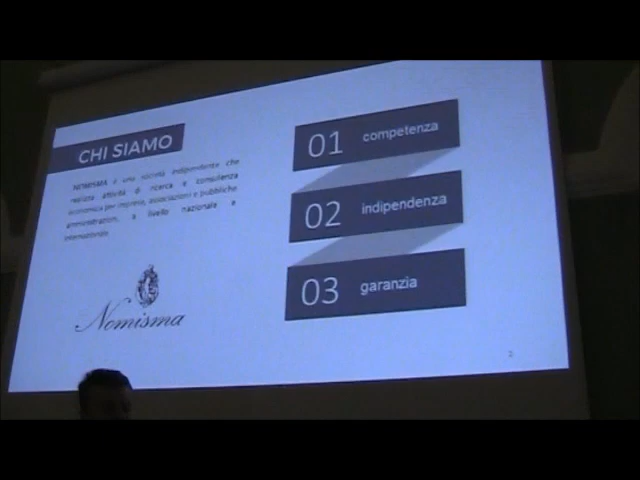 CHI SIAMO
NOMISMA è una società indipendente che
realizza attività di ricerca e consulenza
economica per imprese, associazioni e pubbliche
amministrazioni, a livello nazionale e
internazionale.
Nomisma
01 competenza
02 indipendenza
03 garanzia
2